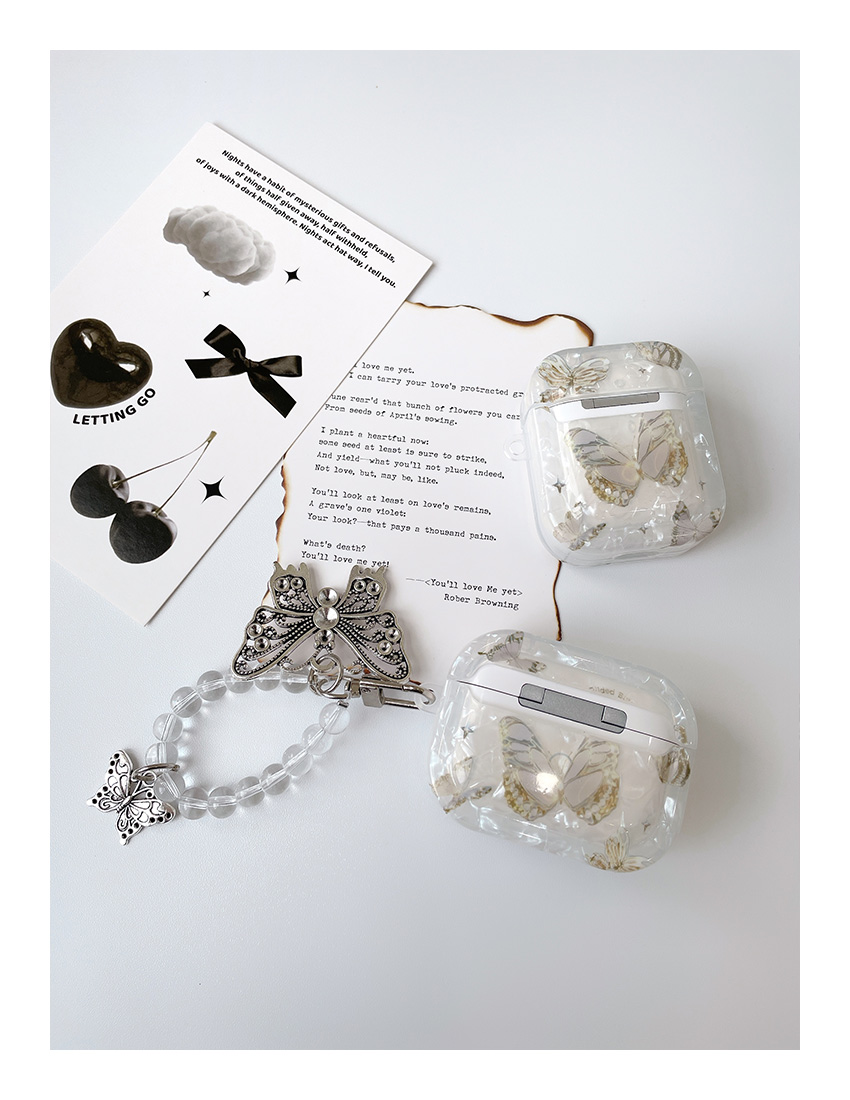 Nights have a habit of mysterious gifts and refusals,
of things half given away, half withheld,
of joys with a dark hemisphere. Nights act hat way, I tell you.
LETTING GO
love me yet.
I can tarry your love's protracted
rear'd that bunch of flowers you
From seeds of April's sowing.
I plant a heartful now:
some seed at least is sure to strike,
And yield—what you'll not pluck indeed,
Not love, but, may be, like.
You'll look at least on love's remains,
A grave's one violet:
Your look?—that pays a thousand pains.
What's death?
You'll love me yet!
——<You'll love Me yet>
Rober Browning